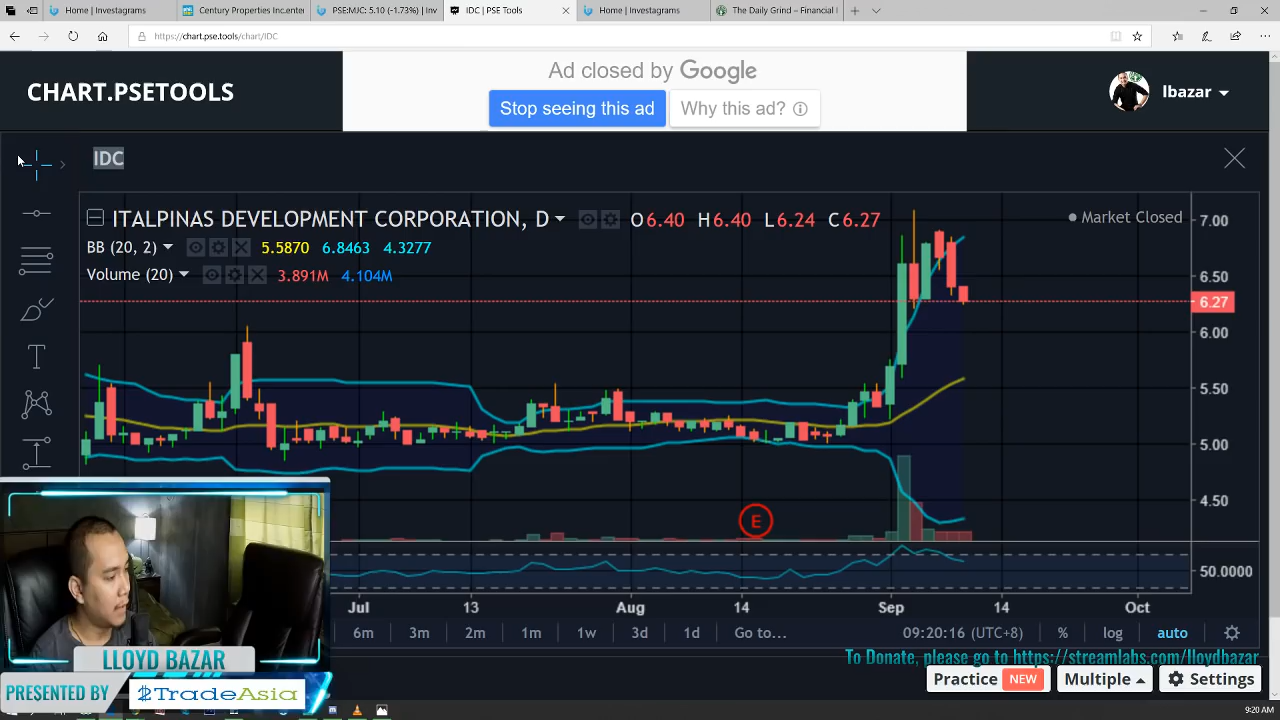 Home | Investagrams
Century Properties Inc.enter
PSE:MJC: 5.10 (-1.73%) | Inv
IDC | PSE Tools
Home | Investagrams
The Daily Grind – Financial I
https://chart.pse.tools/chart/IDC
Ad closed by Google
Stop seeing this ad
Why this ad?
CHART.PSETOOLS
lbazar
IDC
ITALPINAS DEVELOPMENT CORPORATION, D
O6.40 H6.40 L6.24 C6.27
Market Closed
BB (20, 2) 5.5870 6.8463 4.3277
Volume (20) 3.891M 4.104M
7.00
6.50
6.27
6.00
5.50
5.00
4.50
E
T
50.0000
Jul 13 Aug 14 Sep 14 Oct
6m 3m 2m 1m 1w 3d 1d Go to... 09:20:16 (UTC+8) % log auto
To Donate, please go to https://streamlabs.com/lloydbazar
LLOYD BAZAR
PRESENTED BY $TradeAsia
Practice NEW Multiple Settings
9:20 AM